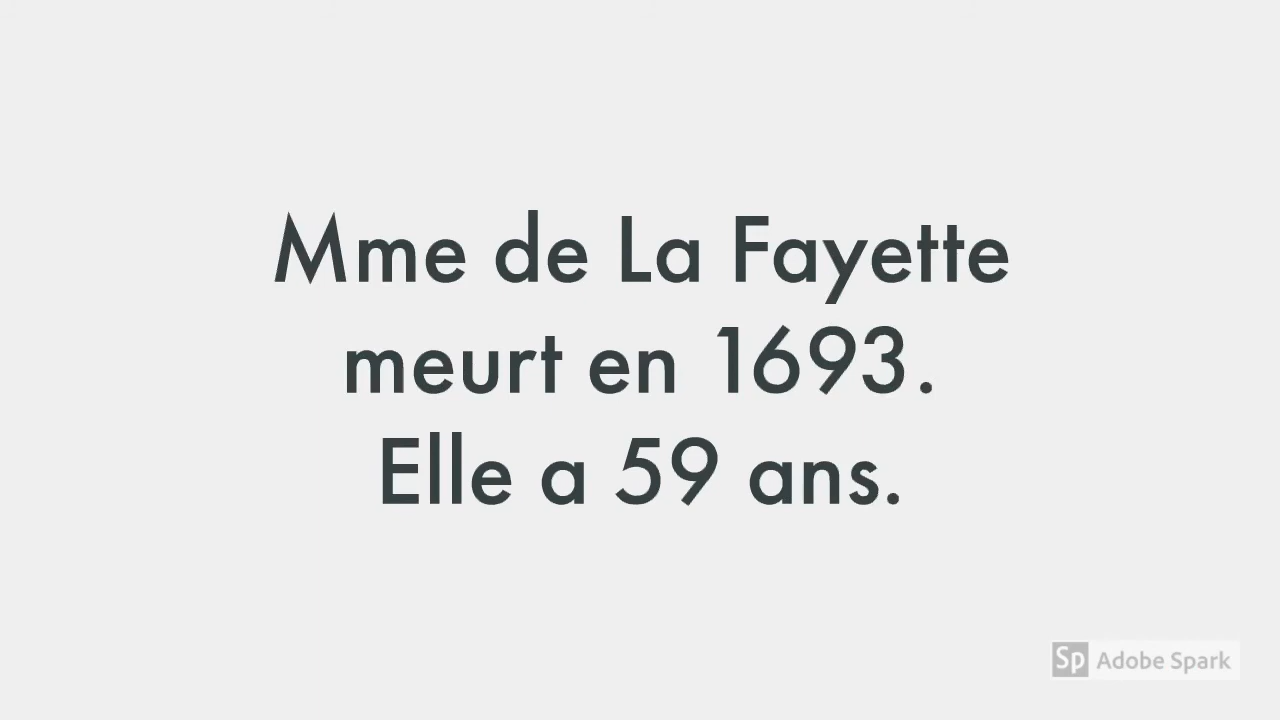 Mme de La Fayette
meurt en 1693.
Elle a 59 ans.
Sp Adobe Spark